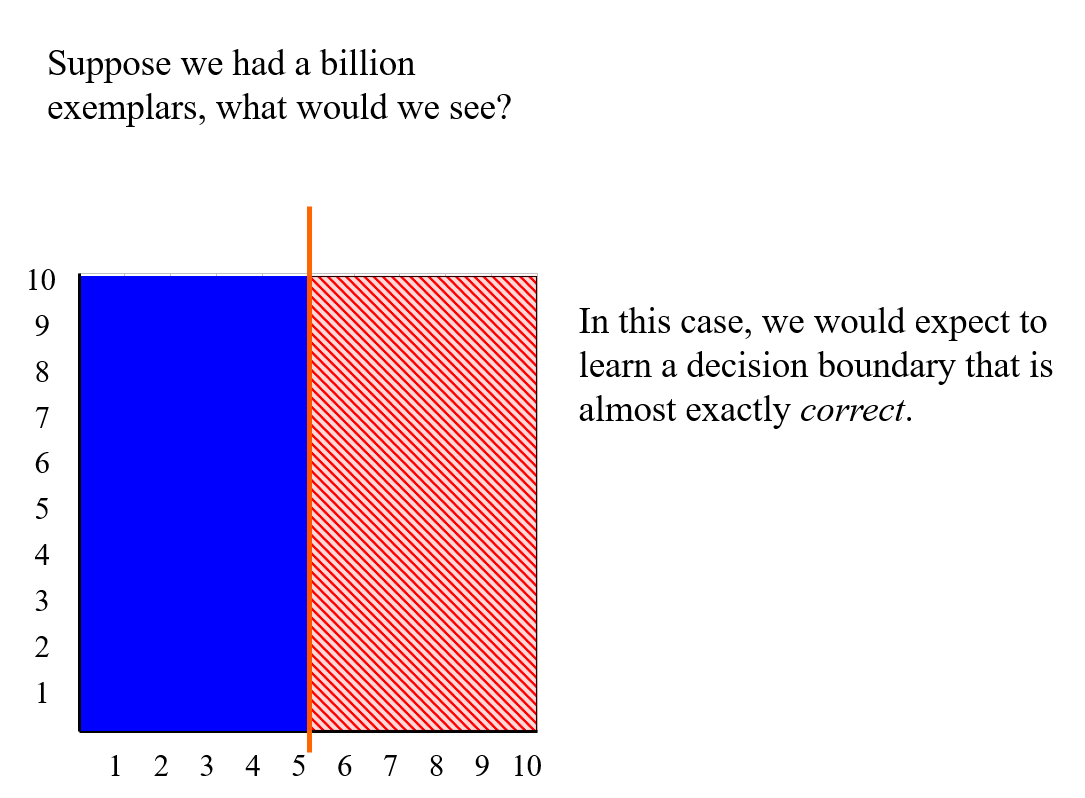 Suppose we had a billion
exemplars, what would we see?
10
9
8
7
6
5
4
3
2
1
1 2 3 4 5 6 7 8 9 10
In this case, we would expect to
learn a decision boundary that is
almost exactly correct.